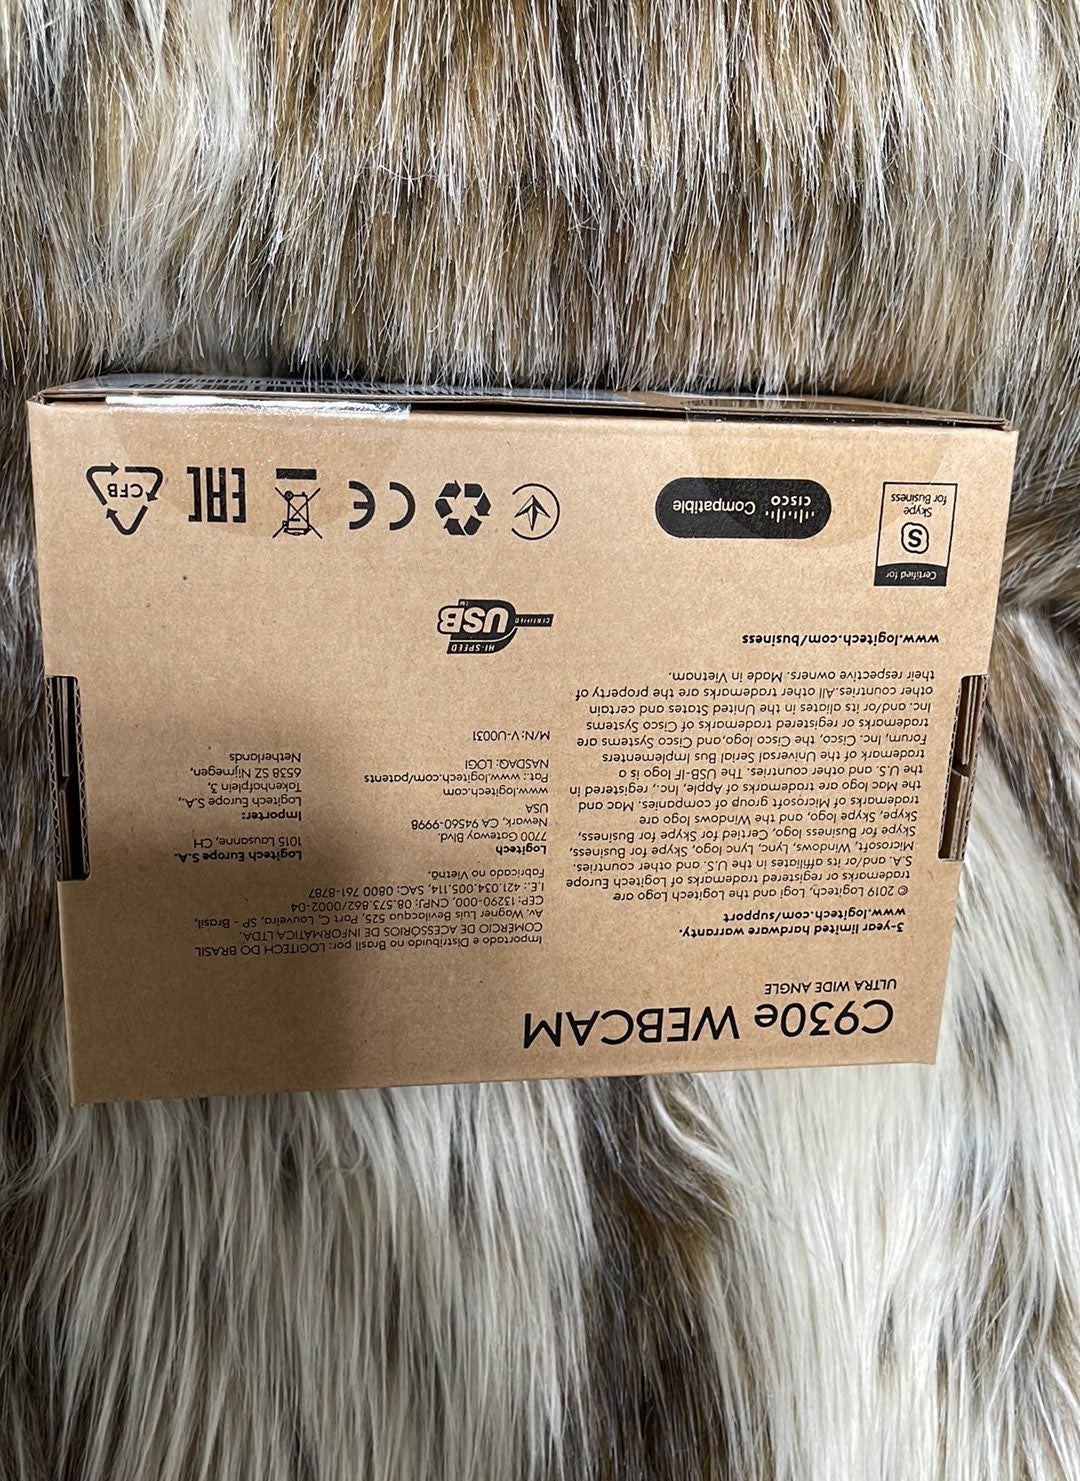 C930e WEBCAM
ULTRA WIDE ANGLE
3-year limited hardware warranty.
www.logitech.com/support
© 2019 Logitech, Logi and the Logitech Logo are
trademarks or registered trademarks of Logitech Europe
S.A. and/or its affiliates in the U.S. and other countries.
Microsoft, Windows, Lync, Lync logo, Skype for Business,
Skype for Business logo, Certied for Skype for Business,
Skype, Skype logo, and the Windows logo are
trademarks of Microsoft group of companies. Mac and
the Mac logo are trademarks of Apple, Inc., registered in
the U.S. and other countries. The USB-IF logo is a
trademark of the Universal Serial Bus Implementers
Forum, Inc. Cisco, the Cisco logo,and Cisco Systems are
trademarks or registered trademarks of Cisco Systems
Inc. and/or its aliates in the United States and certain
other countries.All other trademarks are the property of
their respective owners. Made in Vietnam.
www.logitech.com/business
Importado e Distribuido no Brasil por: LOGITECH DO BRASIL
COMERCIO DE ACESSÓRIOS DE INFORMÁTICA LTDA.
Av. Wagner Luis Bevilacqua, 525, Part C, Louveira, SP - Brasil,
CEP: 13290-000, CNPJ: 08.573.862/0002-04
I.E.: 421.034.005.114, SAC: 0800 761-8787
Fabricado no Vietnã.
Logitech
7700 Gateway Blvd.
Newark, CA 94560-9998
USA
www.logitech.com
Pat.: www.logitech.com/patents
NASDAQ: LOGI
M/N: V-U0031
Logitech Europe S.A.
1015 Lausanne, CH
Importer:
Logitech Europe S.A.,
Tokenhofplein 3,
6538 SZ Nijmegen,
Netherlands
HI-SPEED
CERTIFIED USB™
Certified for
S
Skype
for Business
CISCO Compatible
CE
EAC
CFB